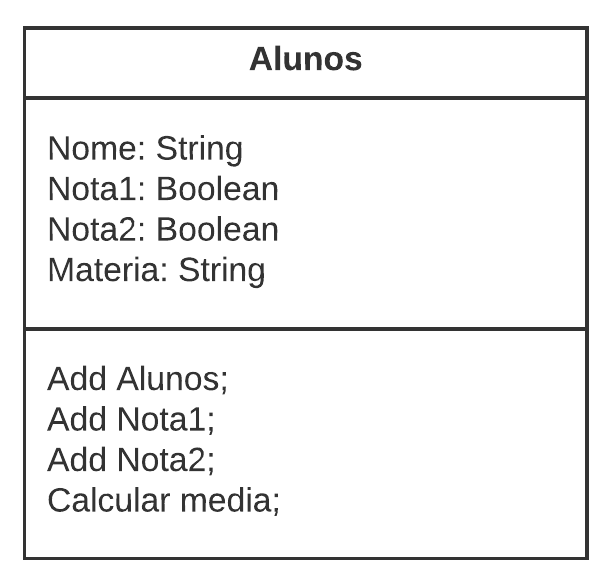 Alunos
Nome: String
Nota1: Boolean
Nota2: Boolean
Materia: String
Add Alunos;
Add Nota1;
Add Nota2;
Calcular media;